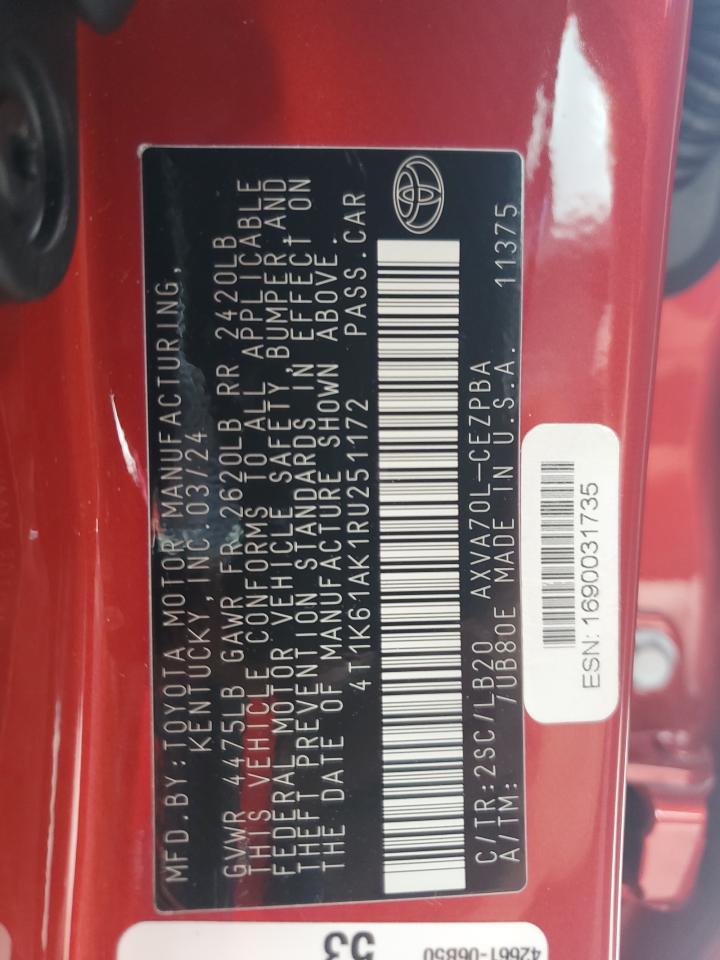 MFD.BY:TOYOTA MOTOR MANUFACTURING,
KENTUCKY,INC.03/24
GVWR 4475LB GAWR FR 2620LB RR 2420LB
THIS VEHICLE CONFORMS TO ALL APPLICABLE
FEDERAL MOTOR VEHICLE SAFETY,BUMPER,AND
THEFT PREVENTION STANDARDS IN EFFECT ON
THE DATE OF MANUFACTURE SHOWN ABOVE.
4T1K61AK1RU251172 PASS.CAR
C/TR:2SC/LB20 AXVA70L-CEZPBA
A/TM: /UB80E MADE IN U.S.A. 11375
ESN: 1690031735
53
42661-06B50